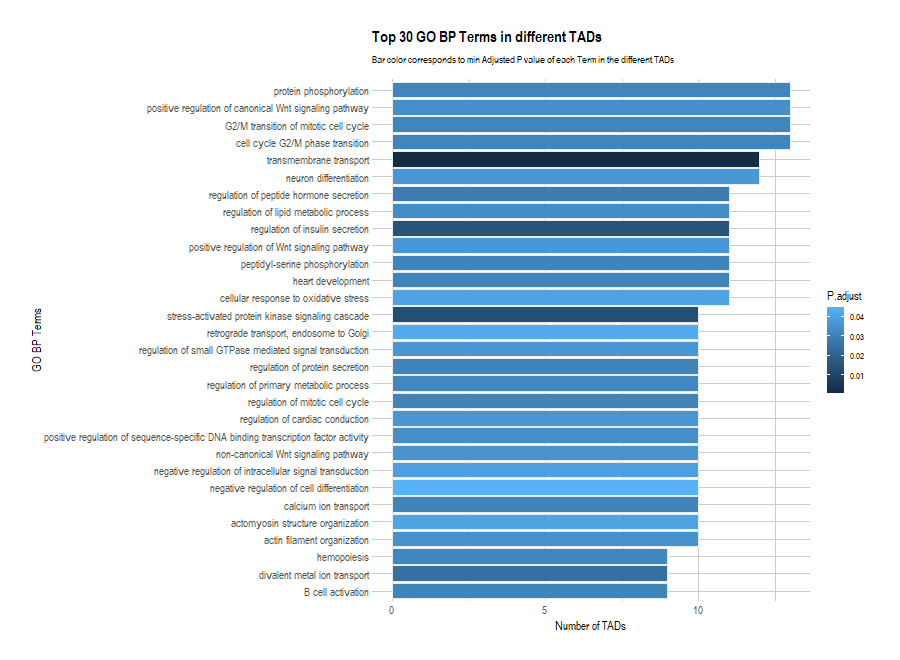 Top 30 GO BP Terms in different TADs
Bar color corresponds to min Adjusted P value of each Term in the different TADs
protein phosphorylation
positive regulation of canonical Wnt signaling pathway
G2/M transition of mitotic cell cycle
cell cycle G2/M phase transition
transmembrane transport
neuron differentiation
regulation of peptide hormone secretion
regulation of lipid metabolic process
regulation of insulin secretion
positive regulation of Wnt signaling pathway
peptidyl-serine phosphorylation
heart development
cellular response to oxidative stress
stress-activated protein kinase signaling cascade
retrograde transport, endosome to Golgi
regulation of small GTPase mediated signal transduction
regulation of protein secretion
regulation of primary metabolic process
regulation of mitotic cell cycle
regulation of cardiac conduction
positive regulation of sequence-specific DNA binding transcription factor activity
non-canonical Wnt signaling pathway
negative regulation of intracellular signal transduction
negative regulation of cell differentiation
calcium ion transport
actomyosin structure organization
actin filament organization
hemopoiesis
divalent metal ion transport
B cell activation
GO BP Terms
0
5
10
Number of TADs
P.adjust
0.04
0.03
0.02
0.01